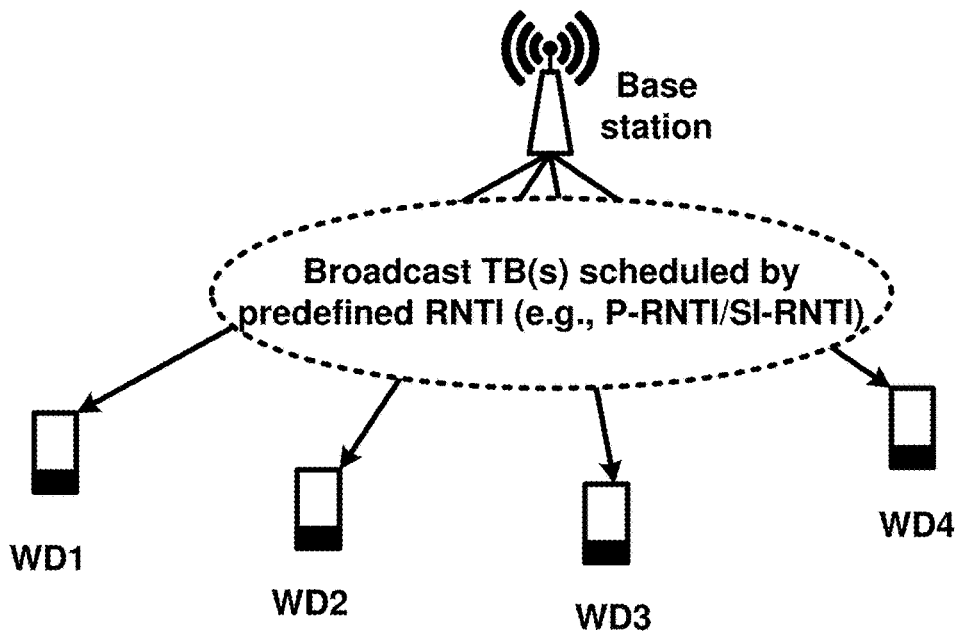 Base
station
Broadcast TB(s) scheduled by
predefined RNTI (e.g., P-RNTI/SI-RNTI)
WD1
WD2
WD3
WD4